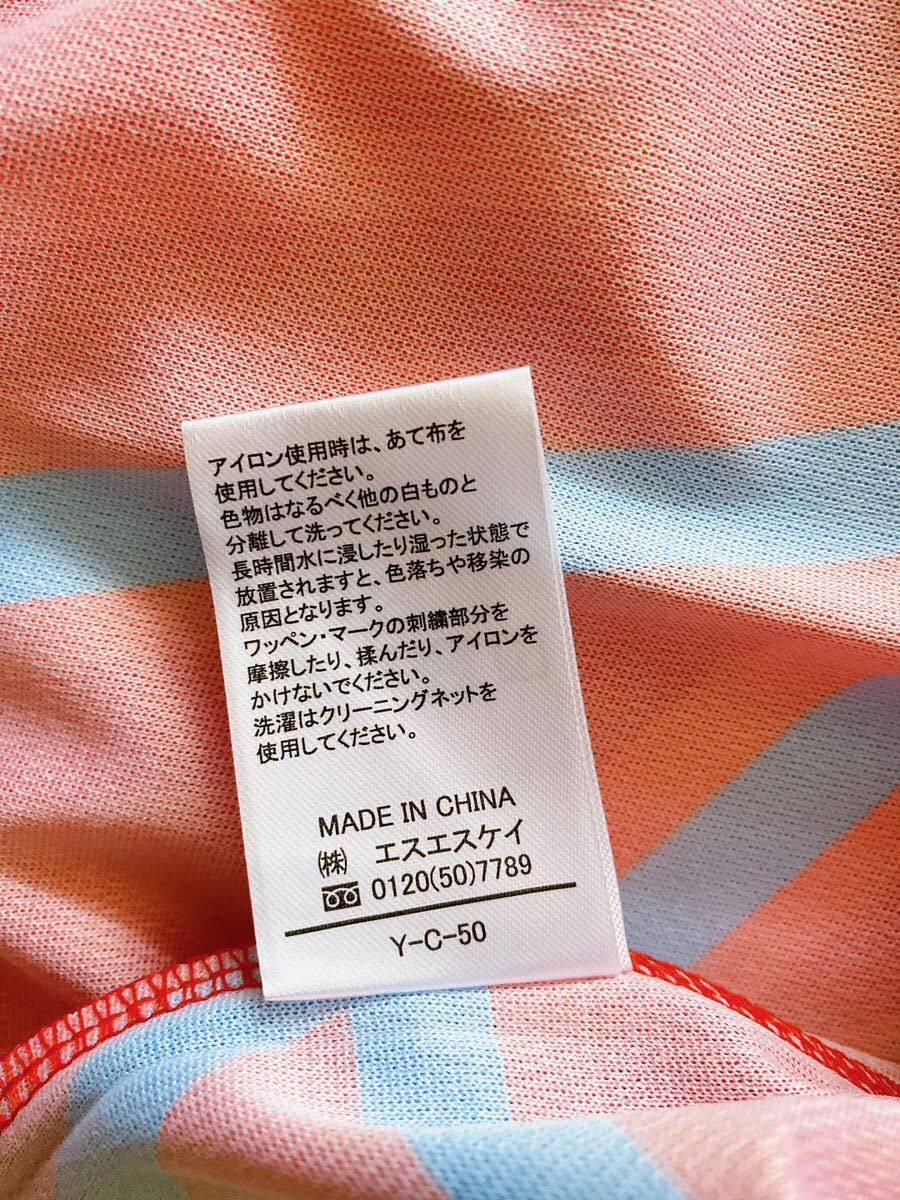 アイロン使用時は、あて布を
使用してください。
色物はなるべく他の白ものと
分離して洗ってください。
長時間水に浸したり湿った状態で
放置されますと、色落ちや移染の
原因となります。
ワッペン・マークの刺繍部分を
摩擦したり、揉んだり、アイロンを
かけないでください。
洗濯はクリーニングネットを
使用してください。
MADE IN CHINA
㈱ エスエスケイ
0120(50)7789
Y-C-50